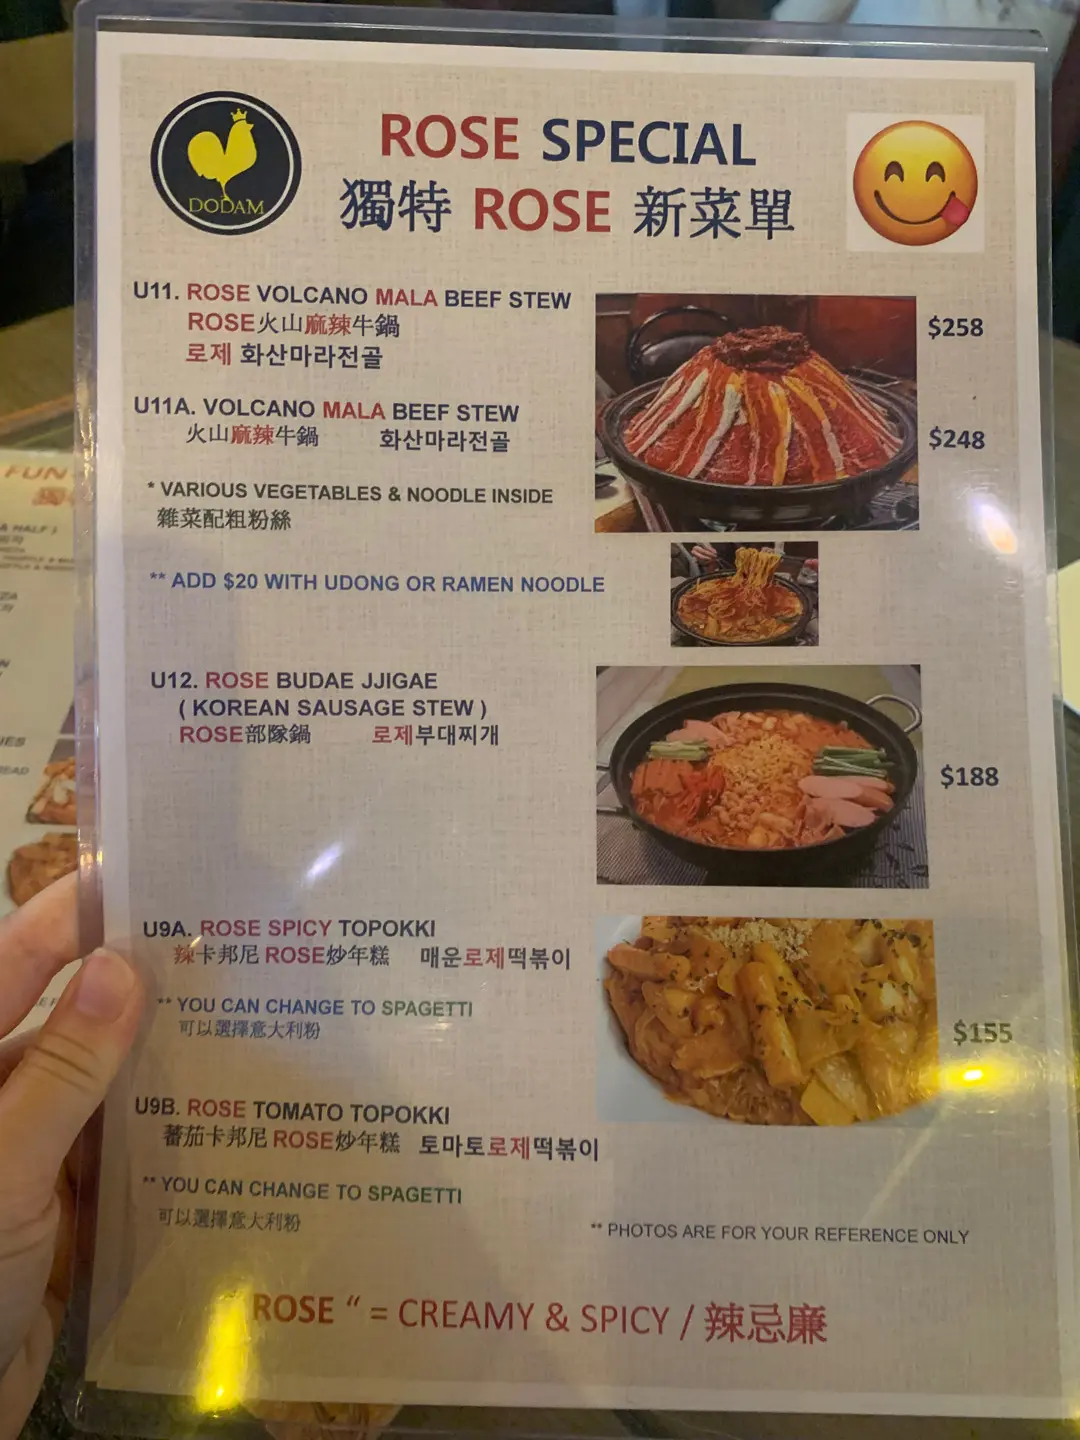 DODAM
ROSE SPECIAL
獨特 ROSE 新菜單
U11. ROSE VOLCANO MALA BEEF STEW
ROSE火山麻辣牛鍋
로제 화산마라전골
$258
U11A. VOLCANO MALA BEEF STEW
火山麻辣牛鍋 화산마라전골
$248
* VARIOUS VEGETABLES & NOODLE INSIDE
雜菜配粗粉絲
** ADD $20 WITH UDONG OR RAMEN NOODLE
U12. ROSE BUDAE JJIGAE
( KOREAN SAUSAGE STEW )
ROSE部隊鍋 로제부대찌개
$188
U9A. ROSE SPICY TOPOKKI
辣卡邦尼 ROSE炒年糕 매운로제떡볶이
** YOU CAN CHANGE TO SPAGETTI
可以選擇意大利粉
$155
U9B. ROSE TOMATO TOPOKKI
蕃茄卡邦尼 ROSE炒年糕 토마토로제떡볶이
** YOU CAN CHANGE TO SPAGETTI
可以選擇意大利粉
** PHOTOS ARE FOR YOUR REFERENCE ONLY
ROSE “ = CREAMY & SPICY / 辣忌廉
FUN
A HALF